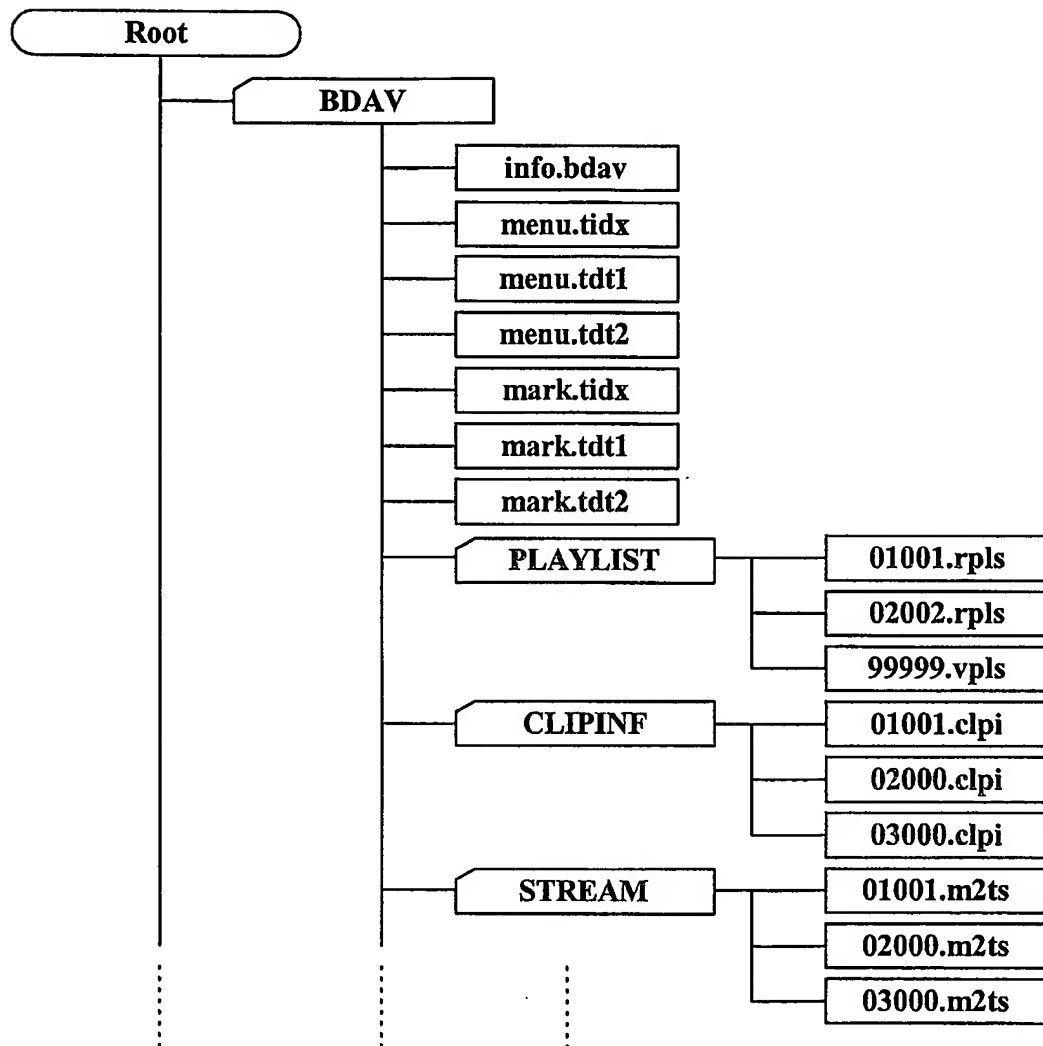 Root
BDAV
info.bdav
menu.tidx
menu.tdt1
menu.tdt2
mark.tidx
mark.tdt1
mark.tdt2
PLAYLIST
01001.rpls
02002.rpls
99999.vpls
CLIPINF
01001.clpi
02000.clpi
03000.clpi
STREAM
01001.m2ts
02000.m2ts
03000.m2ts